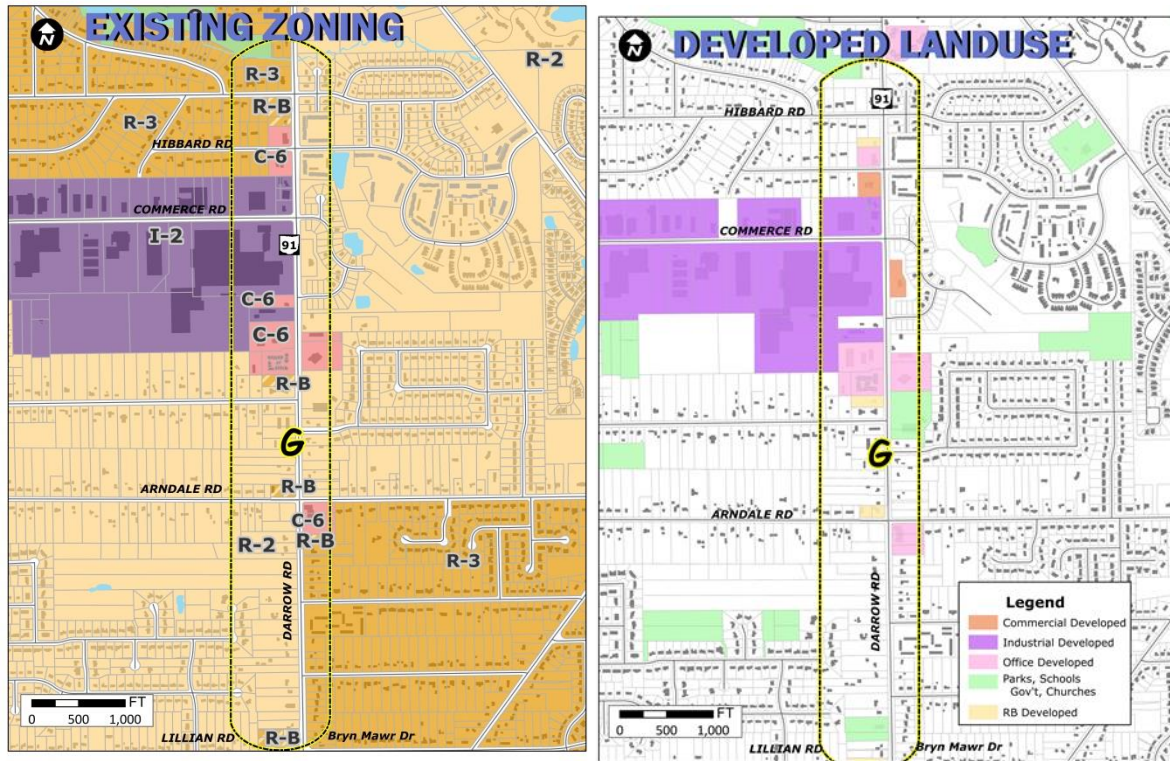 EXISTING ZONING
N
R-2
R-3
R-B
R-3
HIBBARD RD
C-6
COMMERCE RD
I-2
91
C-6
C-6
R-B
G
ARNDALE RD
R-B
C-6
R-B
R-2
R-3
DARROW RD
FT
0 500 1,000
LILLIAN RD
R-B
Bryn Mawr Dr
DEVELOPED LANDUSE
N
91
HIBBARD RD
COMMERCE RD
G
ARNDALE RD
DARROW RD
Legend
Commercial Developed
Industrial Developed
Office Developed
Parks, Schools
Gov't, Churches
RB Developed
FT
0 500 1,000
LILLIAN RD
Bryn Mawr Dr